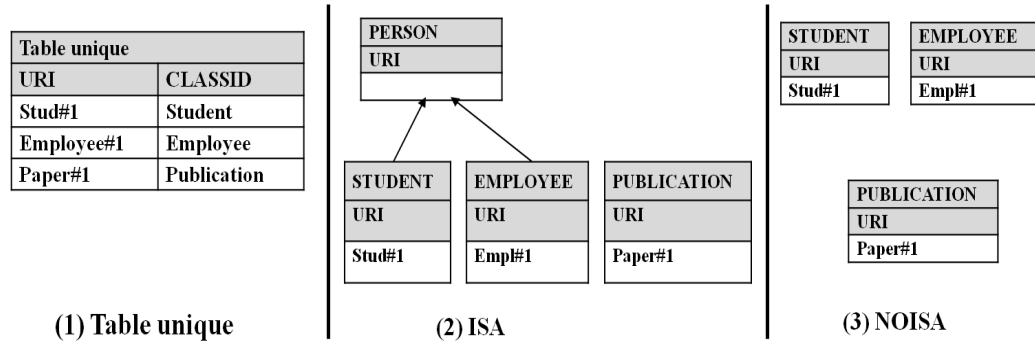 Table unique
URI CLASSID
Stud#1 Student
Employee#1 Employee
Paper#1 Publication
(1) Table unique
PERSON
URI
STUDENT EMPLOYEE PUBLICATION
URI URI URI
Stud#1 Empl#1 Paper#1
(2) ISA
STUDENT EMPLOYEE
URI URI
Stud#1 Empl#1
PUBLICATION
URI
Paper#1
(3) NOISA